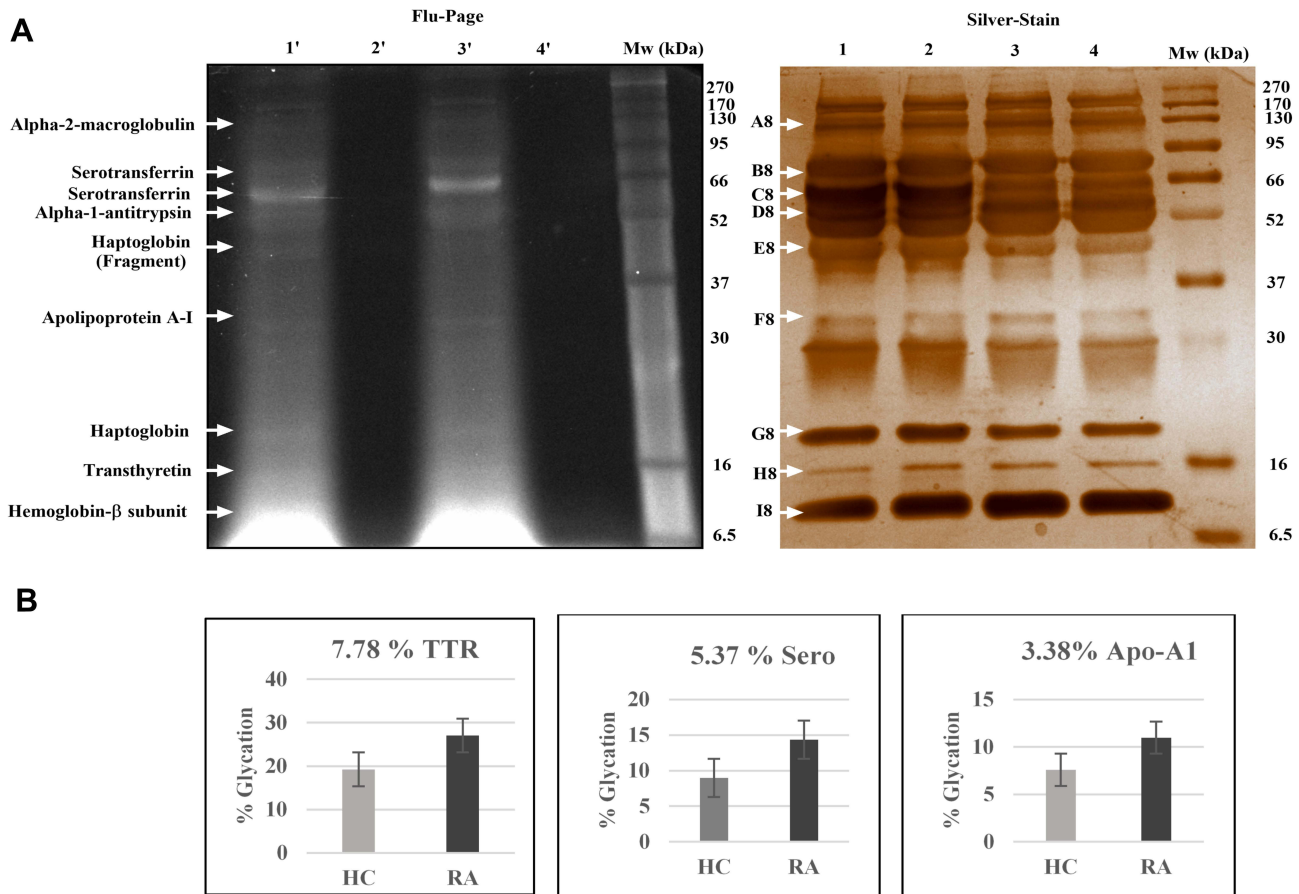 A
Flu-Page
1' 2' 3' 4' Mw (kDa)
Alpha-2-macroglobulin
Serotransferrin
Serotransferrin
Alpha-1-antitrypsin
Haptoglobin
(Fragment)
Apolipoprotein A-I
Haptoglobin
Transthyretin
Hemoglobin-β subunit
270
170
130
95
66
52
37
30
16
6.5
Silver-Stain
1 2 3 4 Mw (kDa)
A8
B8
C8
D8
E8
F8
G8
H8
I8
270
170
130
95
66
52
37
30
16
6.5
B
7.78 % TTR
% Glycation
40
30
20
10
0
HC RA
5.37 % Sero
% Glycation
20
15
10
5
0
HC RA
3.38% Apo-A1
% Glycation
15
10
5
0
HC RA